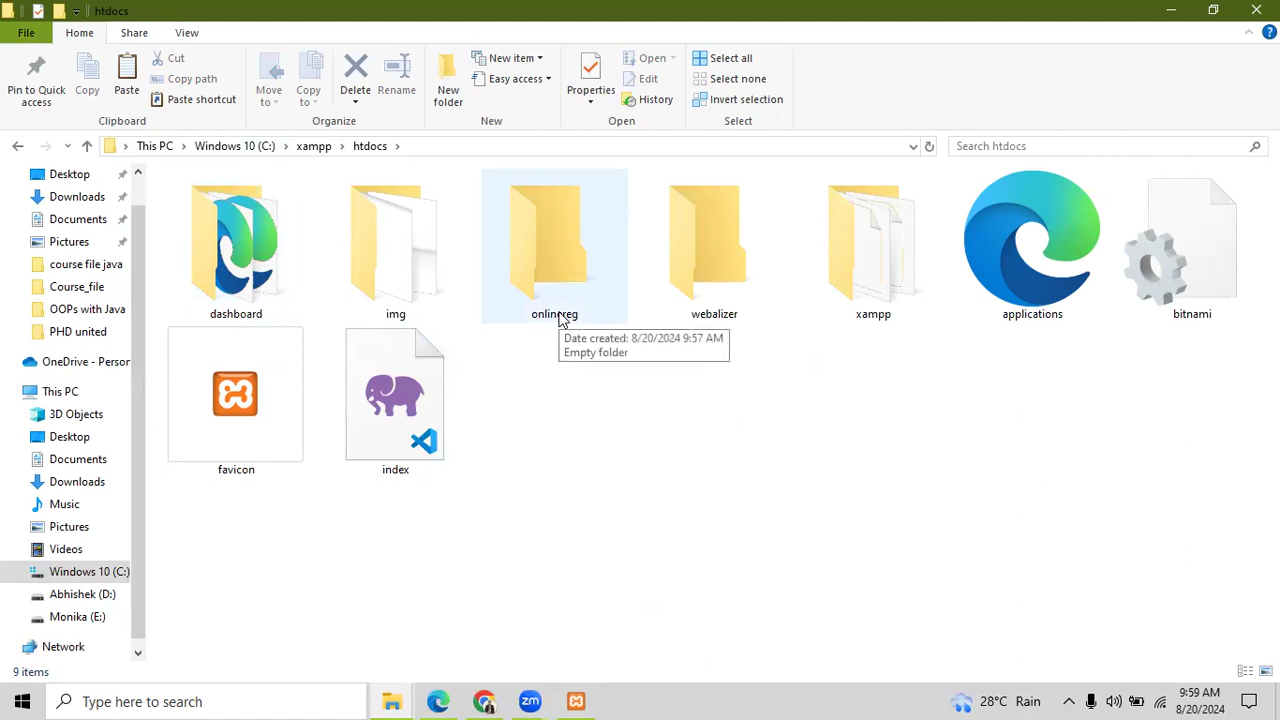 htdocs
File Home Share View
Pin to Quick access
Copy
Paste
Cut
Copy path
Paste shortcut
Clipboard
Move to
Copy to
Delete
Rename
Organize
New folder
New item
Easy access
New
Properties
Open
Edit
History
Open
Select all
Select none
Invert selection
Select
This PC Windows 10 (C:) xampp htdocs
Search htdocs
Desktop
Downloads
Documents
Pictures
course file java
Course_file
OOPs with Java
PHD united
OneDrive - Person
This PC
3D Objects
Desktop
Documents
Downloads
Music
Pictures
Videos
Windows 10 (C:)
Abhishek (D:)
Monika (E:)
Network
dashboard img webalizer xampp applications bitnami
Date created: 8/20/2024 9:57 AM
Empty folder
favicon index
9 items
Type here to search
zm
28°C Rain
9:59 AM
8/20/2024